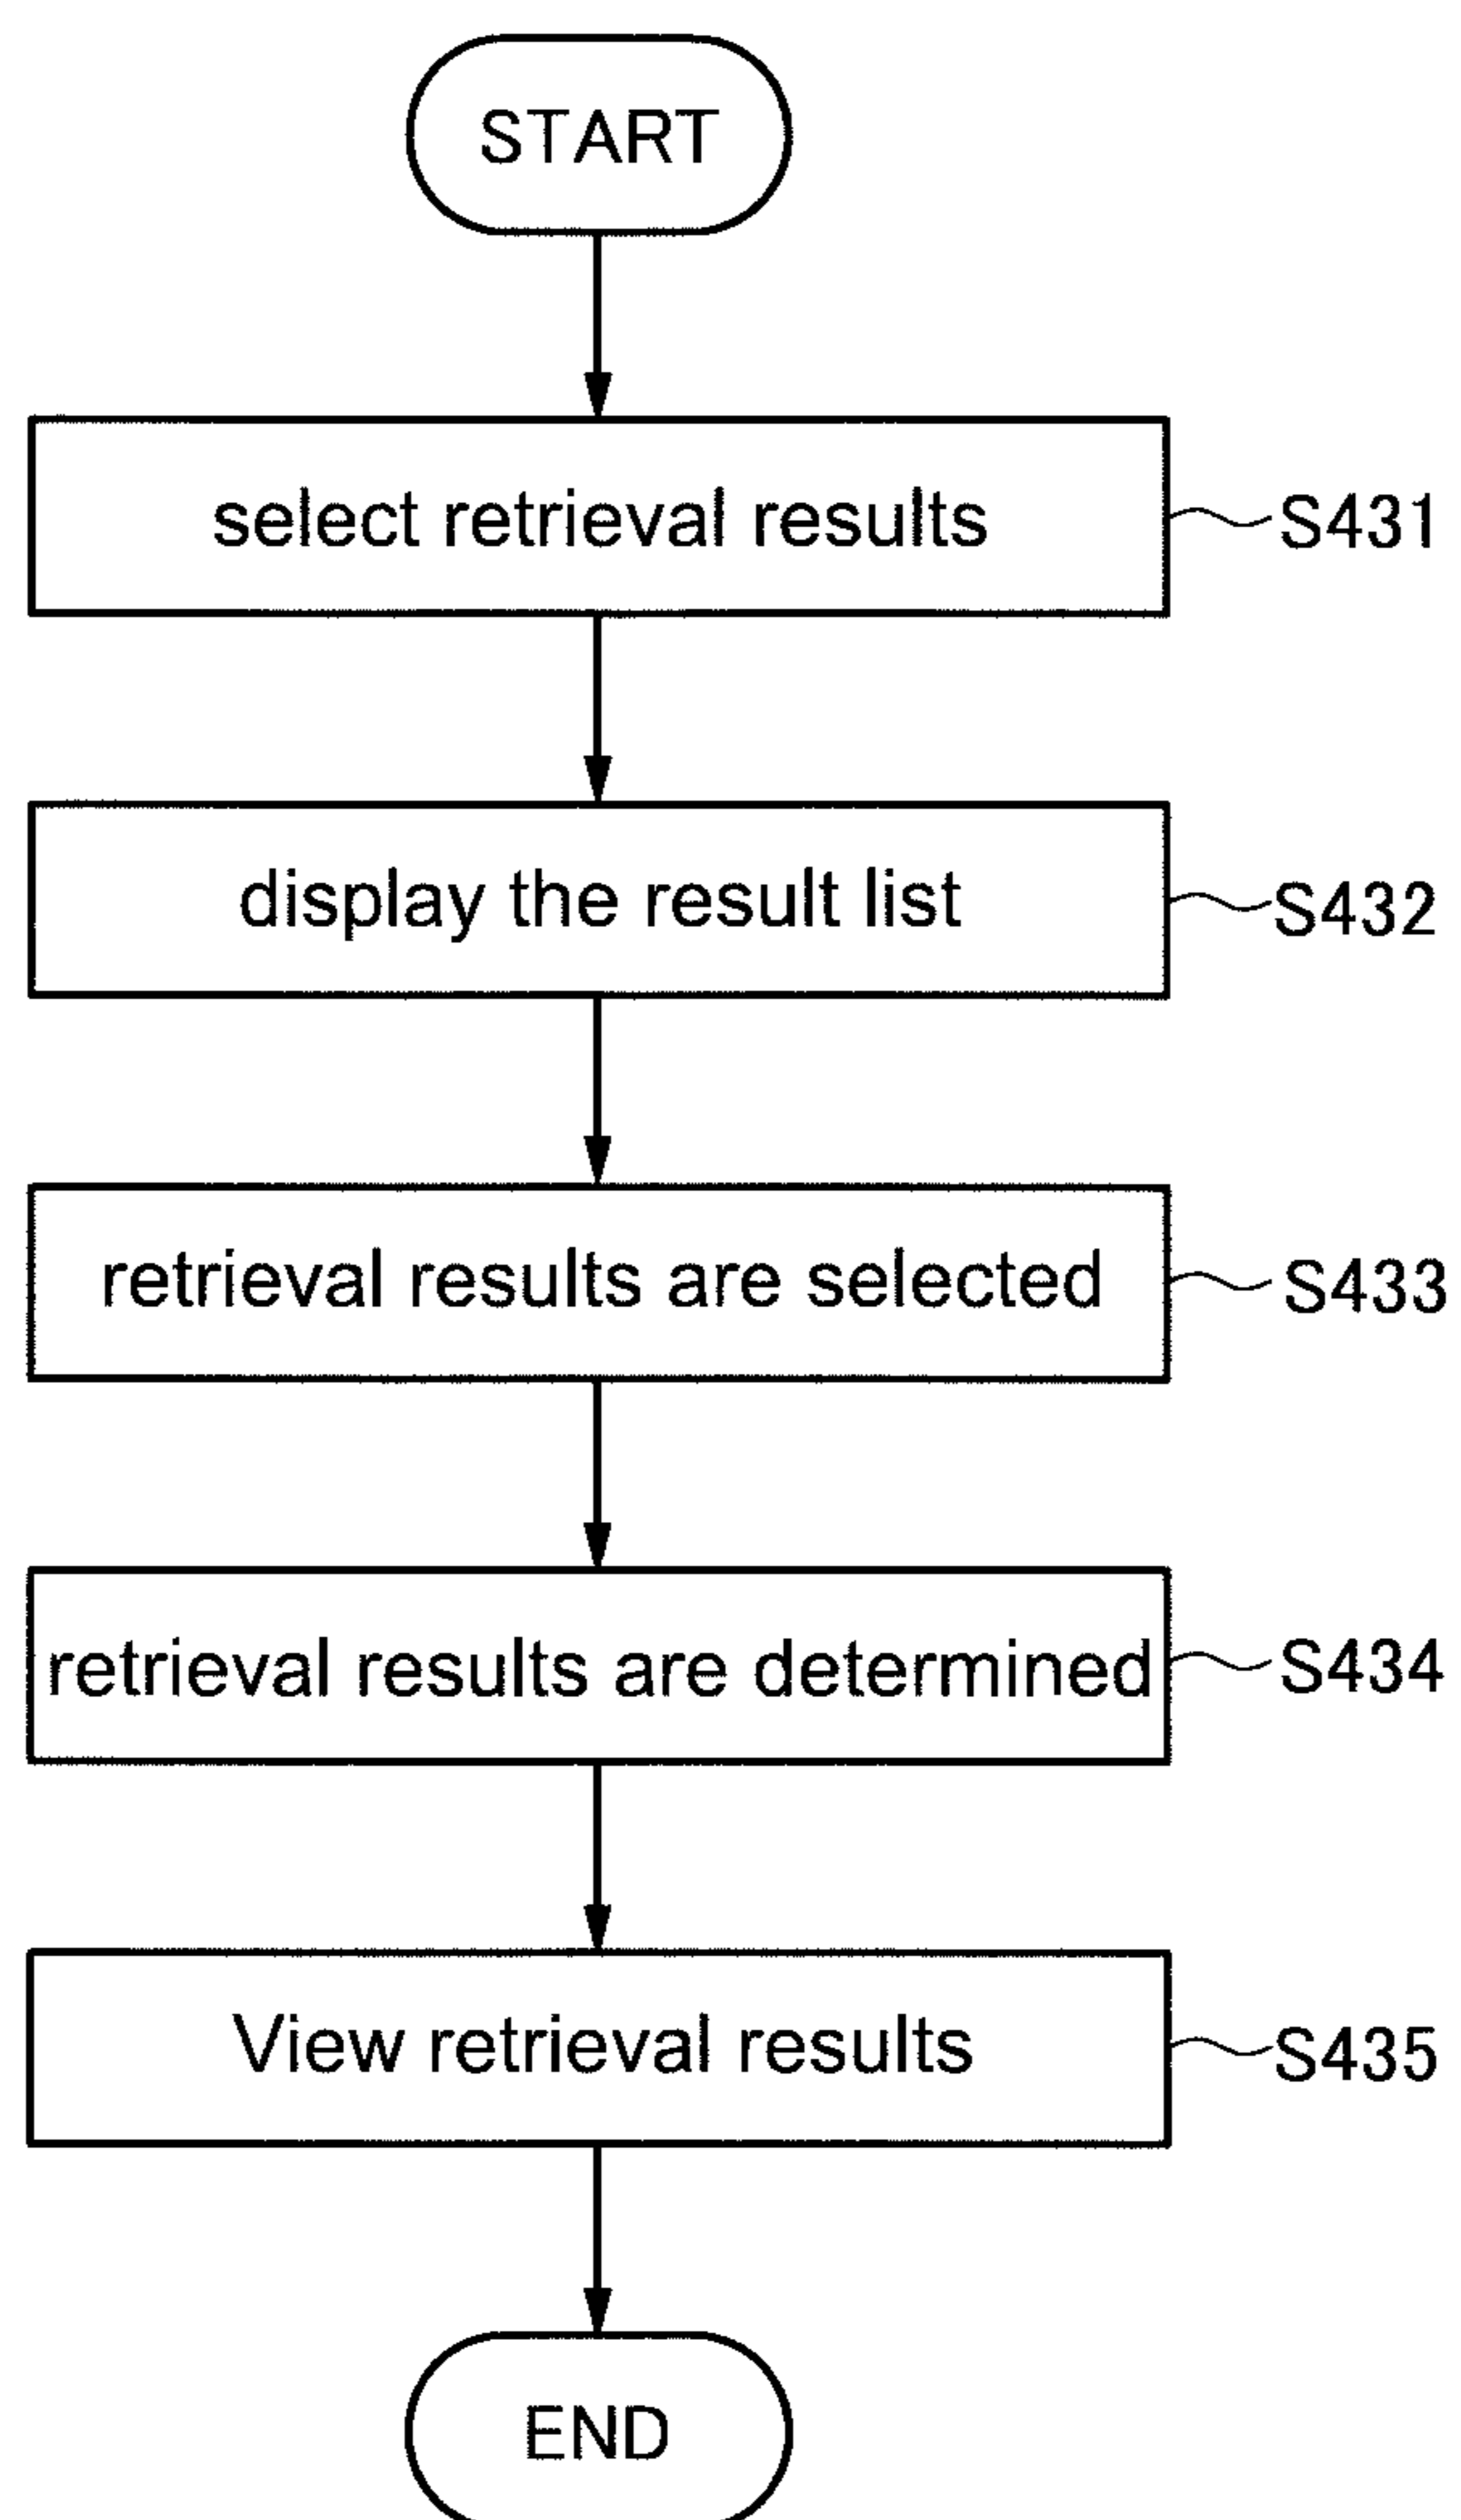 START
select retrieval results S431
display the result list S432
retrieval results are selected S433
retrieval results are determined S434
View retrieval results S435
END